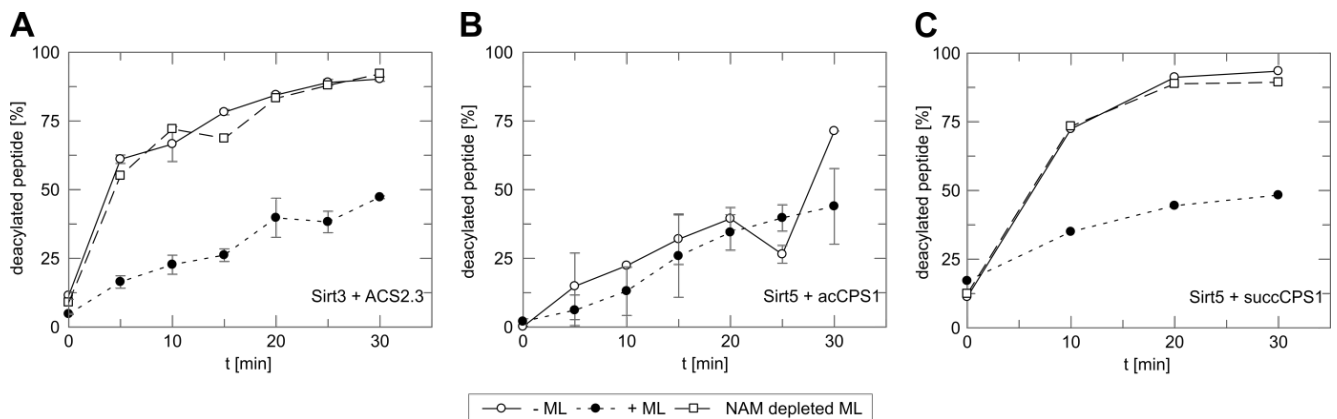 A
100
75
50
25
0
deacylated peptide [%]
0
10
20
30
t [min]
Sirt3 + ACS2.3
B
100
75
50
25
0
deacylated peptide [%]
0
10
20
30
t [min]
Sirt5 + acCPS1
C
100
75
50
25
0
deacylated peptide [%]
0
10
20
30
t [min]
Sirt5 + succCPS1
- ML + ML NAM depleted ML